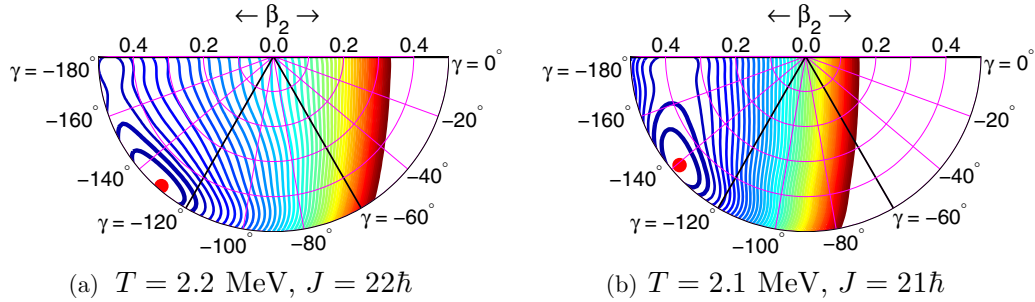 ← β₂ →
0.4 0.2 0.0 0.2 0.4
γ = −180° γ = 0°
−160° −20°
−140° −40°
γ = −120° γ = −60°
−100° −80°
(a) T = 2.2 MeV, J = 22ℏ
← β₂ →
0.4 0.2 0.0 0.2 0.4
γ = −180° γ = 0°
−160° −20°
−140° −40°
γ = −120° γ = −60°
−100° −80°
(b) T = 2.1 MeV, J = 21ℏ